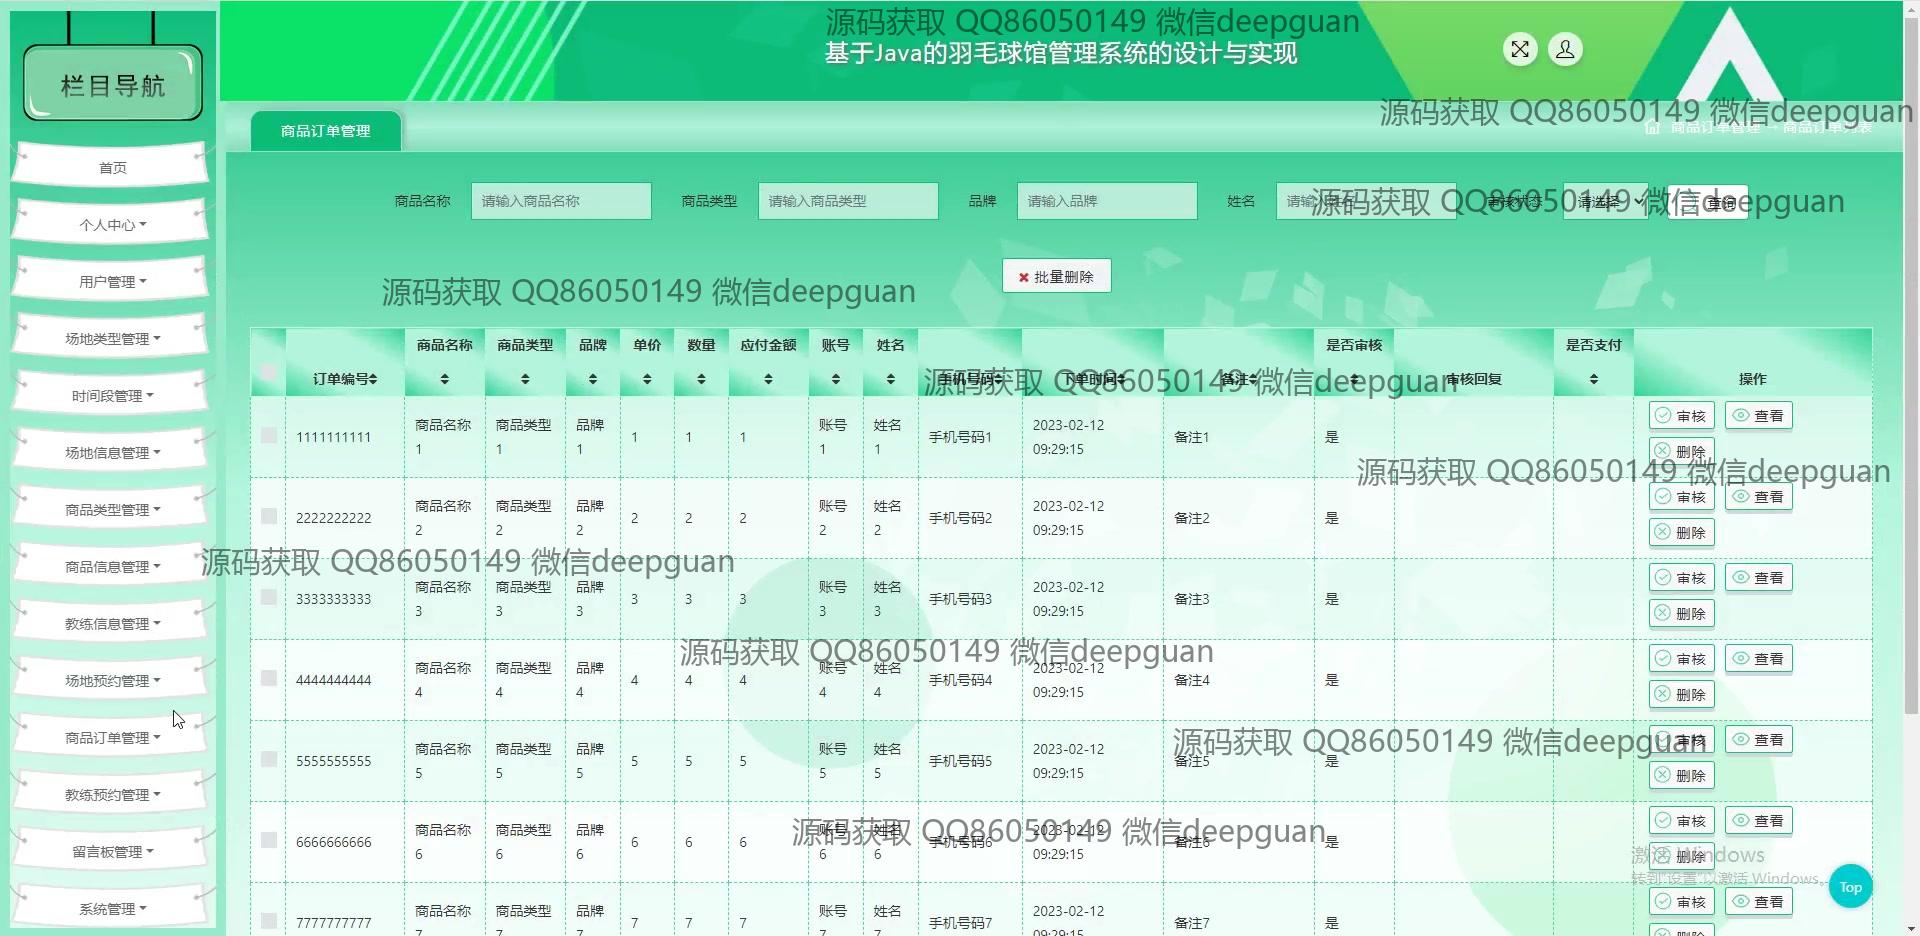 源码获取 QQ86050149 微信deepguan
基于Java的羽毛球馆管理系统的设计与实现
栏目导航
源码获取 QQ86050149 微信deepguan
商品订单管理
商品订单管理 → 商品订单列表
首页
个人中心
用户管理
场地类型管理
时间段管理
场地信息管理
商品类型管理
商品信息管理
教练信息管理
场地预约管理
商品订单管理
教练预约管理
留言板管理
系统管理
商品名称 请输入商品名称 商品类型 请输入商品类型 品牌 请输入品牌 姓名 审核状态 请选择 查询
源码获取 QQ86050149 微信deepguan
批量删除
源码获取 QQ86050149 微信deepguan
订单编号 商品名称 商品类型 品牌 单价 数量 应付金额 账号 姓名 手机号码 下单时间 备注 是否审核 审核回复 是否支付 操作
源码获取 QQ86050149 微信deepguan
1111111111 商品名称1 商品类型1 品牌1 1 1 1 账号1 姓名1 手机号码1 2023-02-12 09:29:15 备注1 是 审核 查看 删除
源码获取 QQ86050149 微信deepguan
2222222222 商品名称2 商品类型2 品牌2 2 2 2 账号2 姓名2 手机号码2 2023-02-12 09:29:15 备注2 是 审核 查看 删除
源码获取 QQ86050149 微信deepguan
3333333333 商品名称3 商品类型3 品牌3 3 3 3 账号3 姓名3 手机号码3 2023-02-12 09:29:15 备注3 是 审核 查看 删除
源码获取 QQ86050149 微信deepguan
4444444444 商品名称4 商品类型4 品牌4 4 4 4 账号4 姓名4 手机号码4 2023-02-12 09:29:15 备注4 是 审核 查看 删除
源码获取 QQ86050149 微信deepguan
5555555555 商品名称5 商品类型5 品牌5 5 5 5 账号5 姓名5 手机号码5 2023-02-12 09:29:15 备注5 是 审核 查看 删除
源码获取 QQ86050149 微信deepguan
6666666666 商品名称6 商品类型6 品牌6 6 6 6 账号6 姓名6 手机号码6 2023-02-12 09:29:15 备注6 是 审核 查看 删除
激活 Windows
转到"设置"以激活 Windows。
Top
7777777777 商品名称7 商品类型7 品牌7 7 7 7 账号7 姓名7 手机号码7 2023-02-12 09:29:15 备注7 是 审核 查看 删除